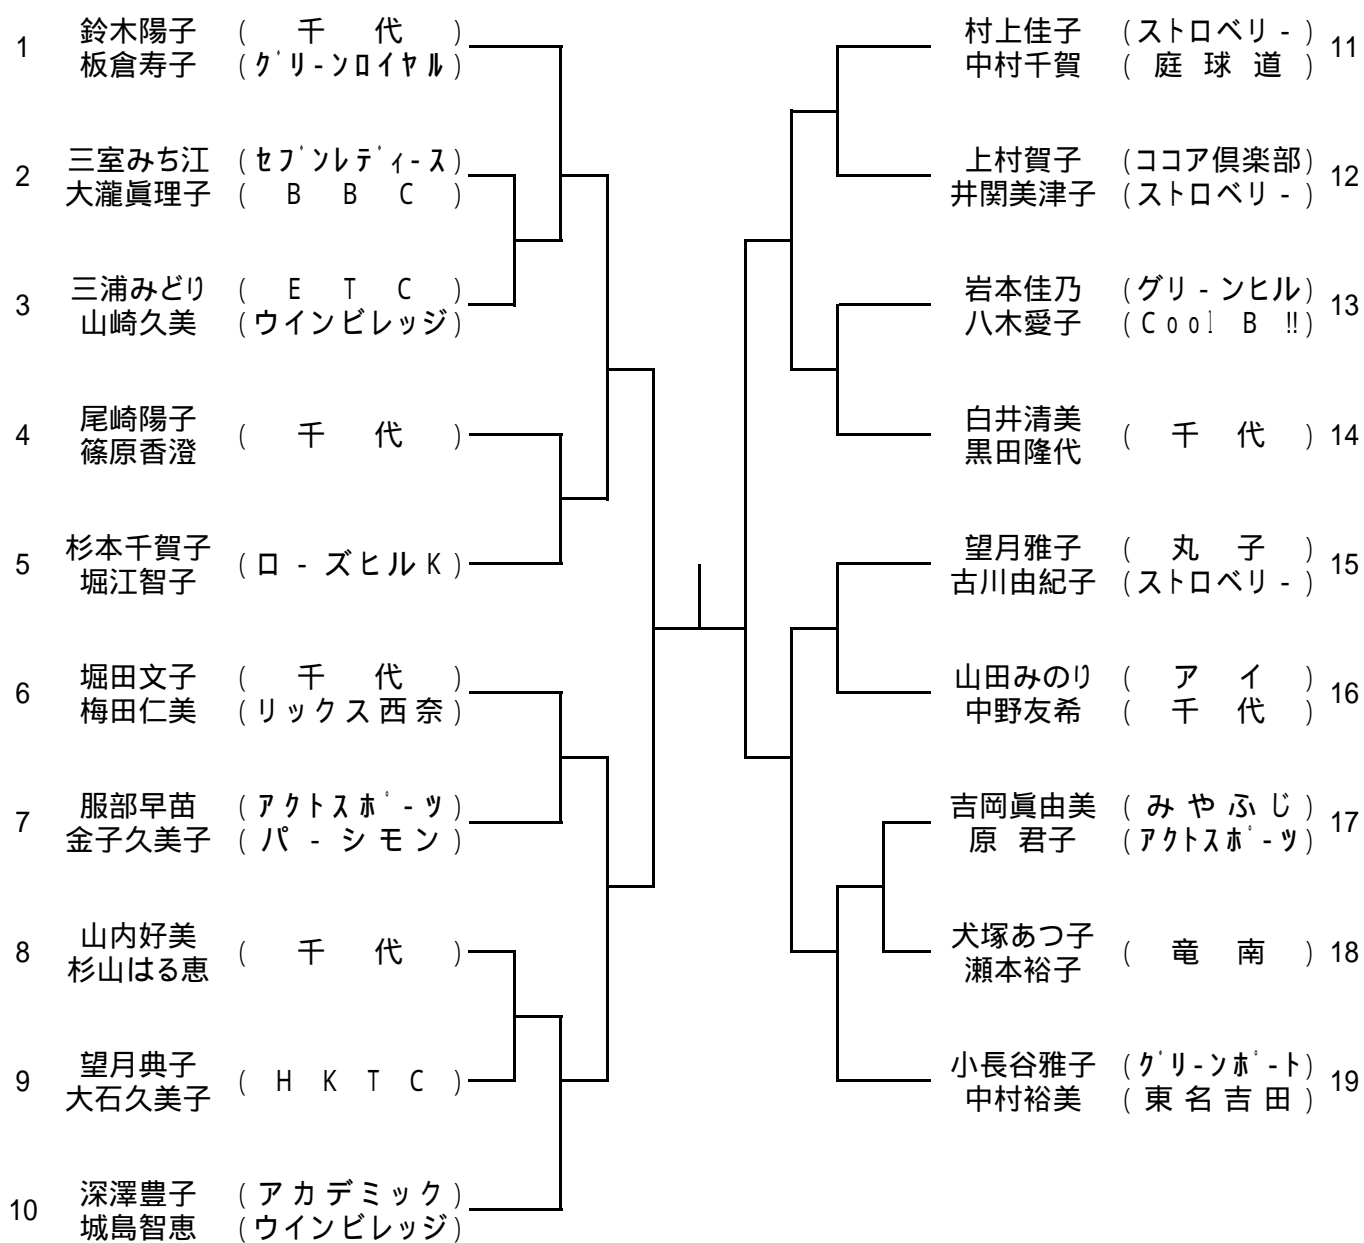 1 鈴木陽子 ( 千 代 )
板倉寿子 (グリ-ンロイヤル)
2 三室みち江 (セブンレディ-ス)
大瀧眞理子 ( B B C )
3 三浦みどり ( E T C )
山崎久美 (ウインビレッジ)
4 尾崎陽子 ( 千 代 )
篠原香澄
5 杉本千賀子 (ロ - ズヒル K )
堀江智子
6 堀田文子 ( 千 代 )
梅田仁美 (リックス西奈)
7 服部早苗 (アクトスポ-ツ)
金子久美子 (パ - シモン)
8 山内好美 ( 千 代 )
杉山はる恵
9 望月典子 ( H K T C )
大石久美子
10 深澤豊子 (アカデミック)
城島智恵 (ウインビレッジ)
村上佳子 (ストロベリ - ) 11
中村千賀 ( 庭 球 道 )
上村賀子 (ココア倶楽部) 12
井関美津子 (ストロベリ - )
岩本佳乃 (グリ - ンヒル) 13
八木愛子 (Cool B !!)
白井清美 ( 千 代 ) 14
黒田隆代
望月雅子 ( 丸 子 ) 15
古川由紀子 (ストロベリ - )
山田みのり ( ア イ ) 16
中野友希 ( 千 代 )
吉岡眞由美 (みやふじ) 17
原 君子 (アクトスポ-ツ)
犬塚あつ子 ( 竜 南 ) 18
瀬本裕子
小長谷雅子 (グリ-ンポ-ト) 19
中村裕美 (東名吉田)